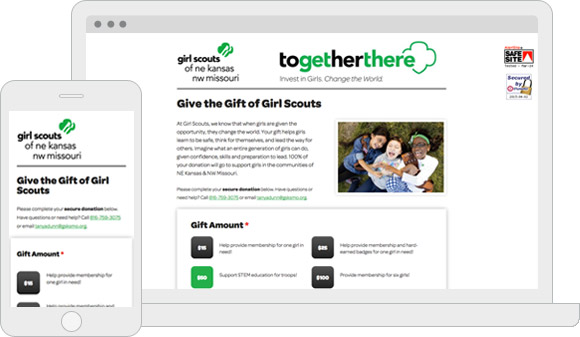 girl scouts
of ne kansas
nw missouri
togetherthere
Invest in Girls. Change the World.
SAFE
SITE
Secured
by
Give the Gift of Girl Scouts
At Girl Scouts, we know that when girls are given the
opportunity, they change the world. Your gift helps girls
learn to be safe, think for themselves, and lead the way for
others. Imagine what an entire generation of girls can do,
given confidence, skills and preparation to lead. 100% of
your donation will go to support girls in the communities of
NE Kansas & NW Missouri.
Please complete your secure donation below. Have questions or
need help? Call 816-759-3075 or email
Gift Amount *
$15
Help provide membership for one girl in
need!
$25
Help provide membership and hard-
earned badges for one girl in need!
$50
Support STEM education for troops!
$100
Provide membership for six girls!
girl scouts
of ne kansas
nw missouri
Give the Gift of Girl
Scouts
Please complete your secure donation below.
Have questions or need help? Call 816-759-3075
or email
Gift Amount *
$15
Help provide membership for
one girl in need!
Help provide membership and